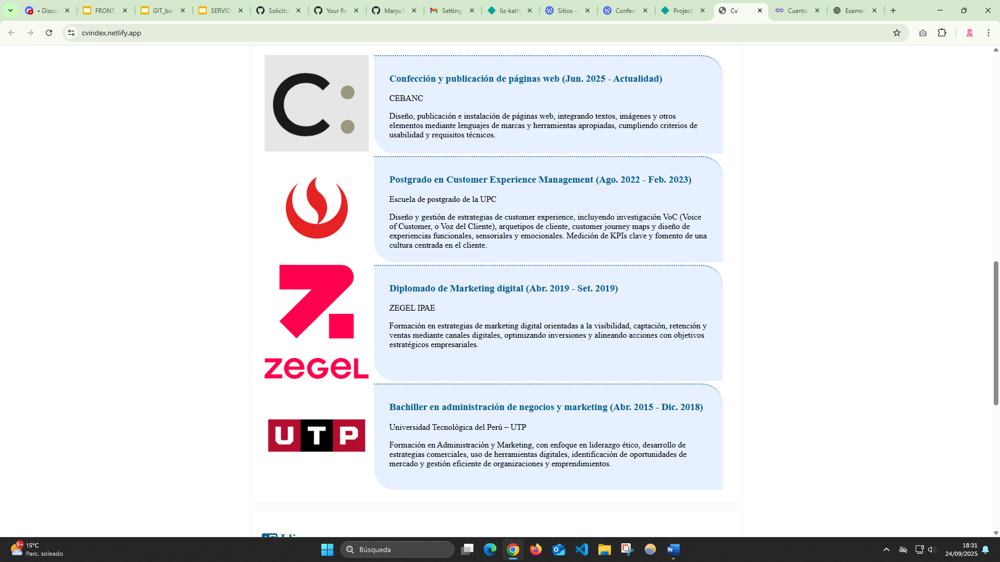 • Disco
FRONT_
GIT_bas
SERVID
Solicitu
Your Re
MaryuT
Setting
liz-kath
Sitios —
Confec
Project
Cv
Cuenta
Examen
cvindex.netlify.app
C:
Confección y publicación de páginas web (Jun. 2025 - Actualidad)
CEBANC
Diseño, publicación e instalación de páginas web, integrando textos, imágenes y otros
elementos mediante lenguajes de marcas y herramientas apropiadas, cumpliendo criterios de
usabilidad y requisitos técnicos.
Postgrado en Customer Experience Management (Ago. 2022 - Feb. 2023)
Escuela de postgrado de la UPC
Diseño y gestión de estrategias de customer experience, incluyendo investigación VoC (Voice
of Customer, o Voz del Cliente), arquetipos de cliente, customer journey maps y diseño de
experiencias funcionales, sensoriales y emocionales. Medición de KPIs clave y fomento de una
cultura centrada en el cliente.
ZEGEL
Diplomado de Marketing digital (Abr. 2019 - Set. 2019)
ZEGEL IPAE
Formación en estrategias de marketing digital orientadas a la visibilidad, captación, retención y
ventas mediante canales digitales, optimizando inversiones y alineando acciones con objetivos
estratégicos empresariales.
UTP
Bachiller en administración de negocios y marketing (Abr. 2015 - Dic. 2018)
Universidad Tecnológica del Perú – UTP
Formación en Administración y Marketing, con enfoque en liderazgo ético, desarrollo de
estrategias comerciales, uso de herramientas digitales, identificación de oportunidades de
mercado y gestión eficiente de organizaciones y emprendimientos.
9+
15°C
Parc. soleado
Búsqueda
18:31
24/09/2025